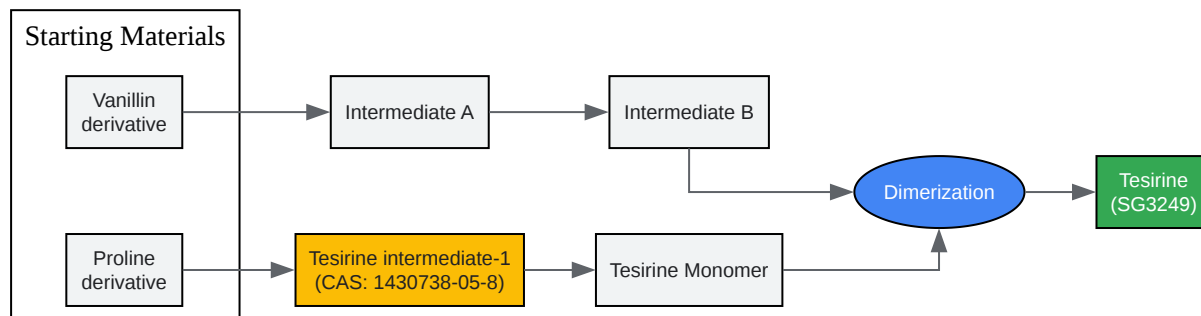 Starting Materials
Vanillin
derivative
Intermediate A
Intermediate B
Dimerization
Tesirine
(SG3249)
Proline
derivative
Tesirine intermediate-1
(CAS: 1430738-05-8)
Tesirine Monomer